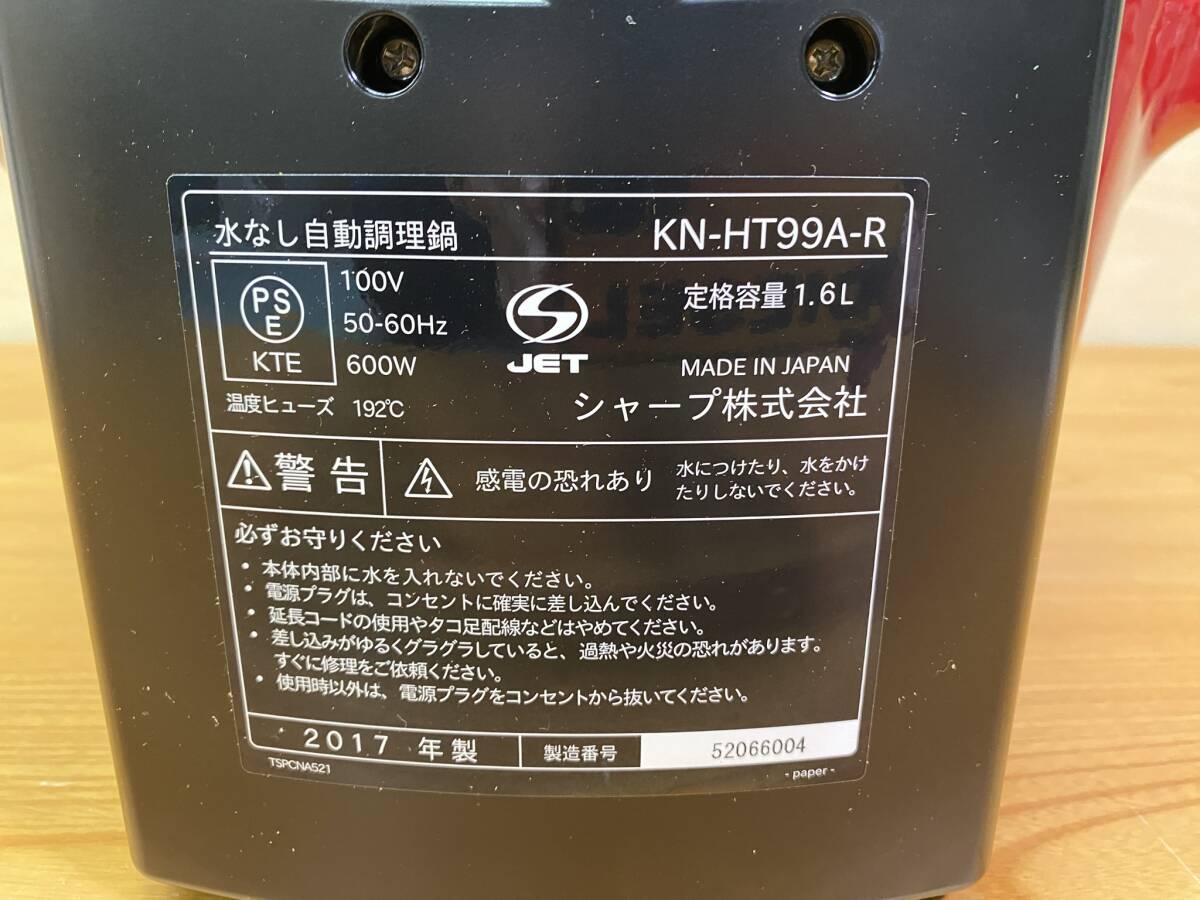 水なし自動調理鍋 KN-HT99A-R
PS
E
KTE
100V
50-60Hz
600W
JET
定格容量 1.6L
MADE IN JAPAN
温度ヒューズ 192℃
シャープ株式会社
警告
感電の恐れあり
水につけたり、水をかけ
たりしないでください。
必ずお守りください
• 本体内部に水を入れないでください。
• 電源プラグは、コンセントに確実に差し込んでください。
• 延長コードの使用やタコ足配線などはやめてください。
• 差し込みがゆるくグラグラしていると、過熱や火災の恐れがあります。
すぐに修理をご依頼ください。
• 使用時以外は、電源プラグをコンセントから抜いてください。
2017 年製 製造番号 52066004
TSPCNA521 - paper -